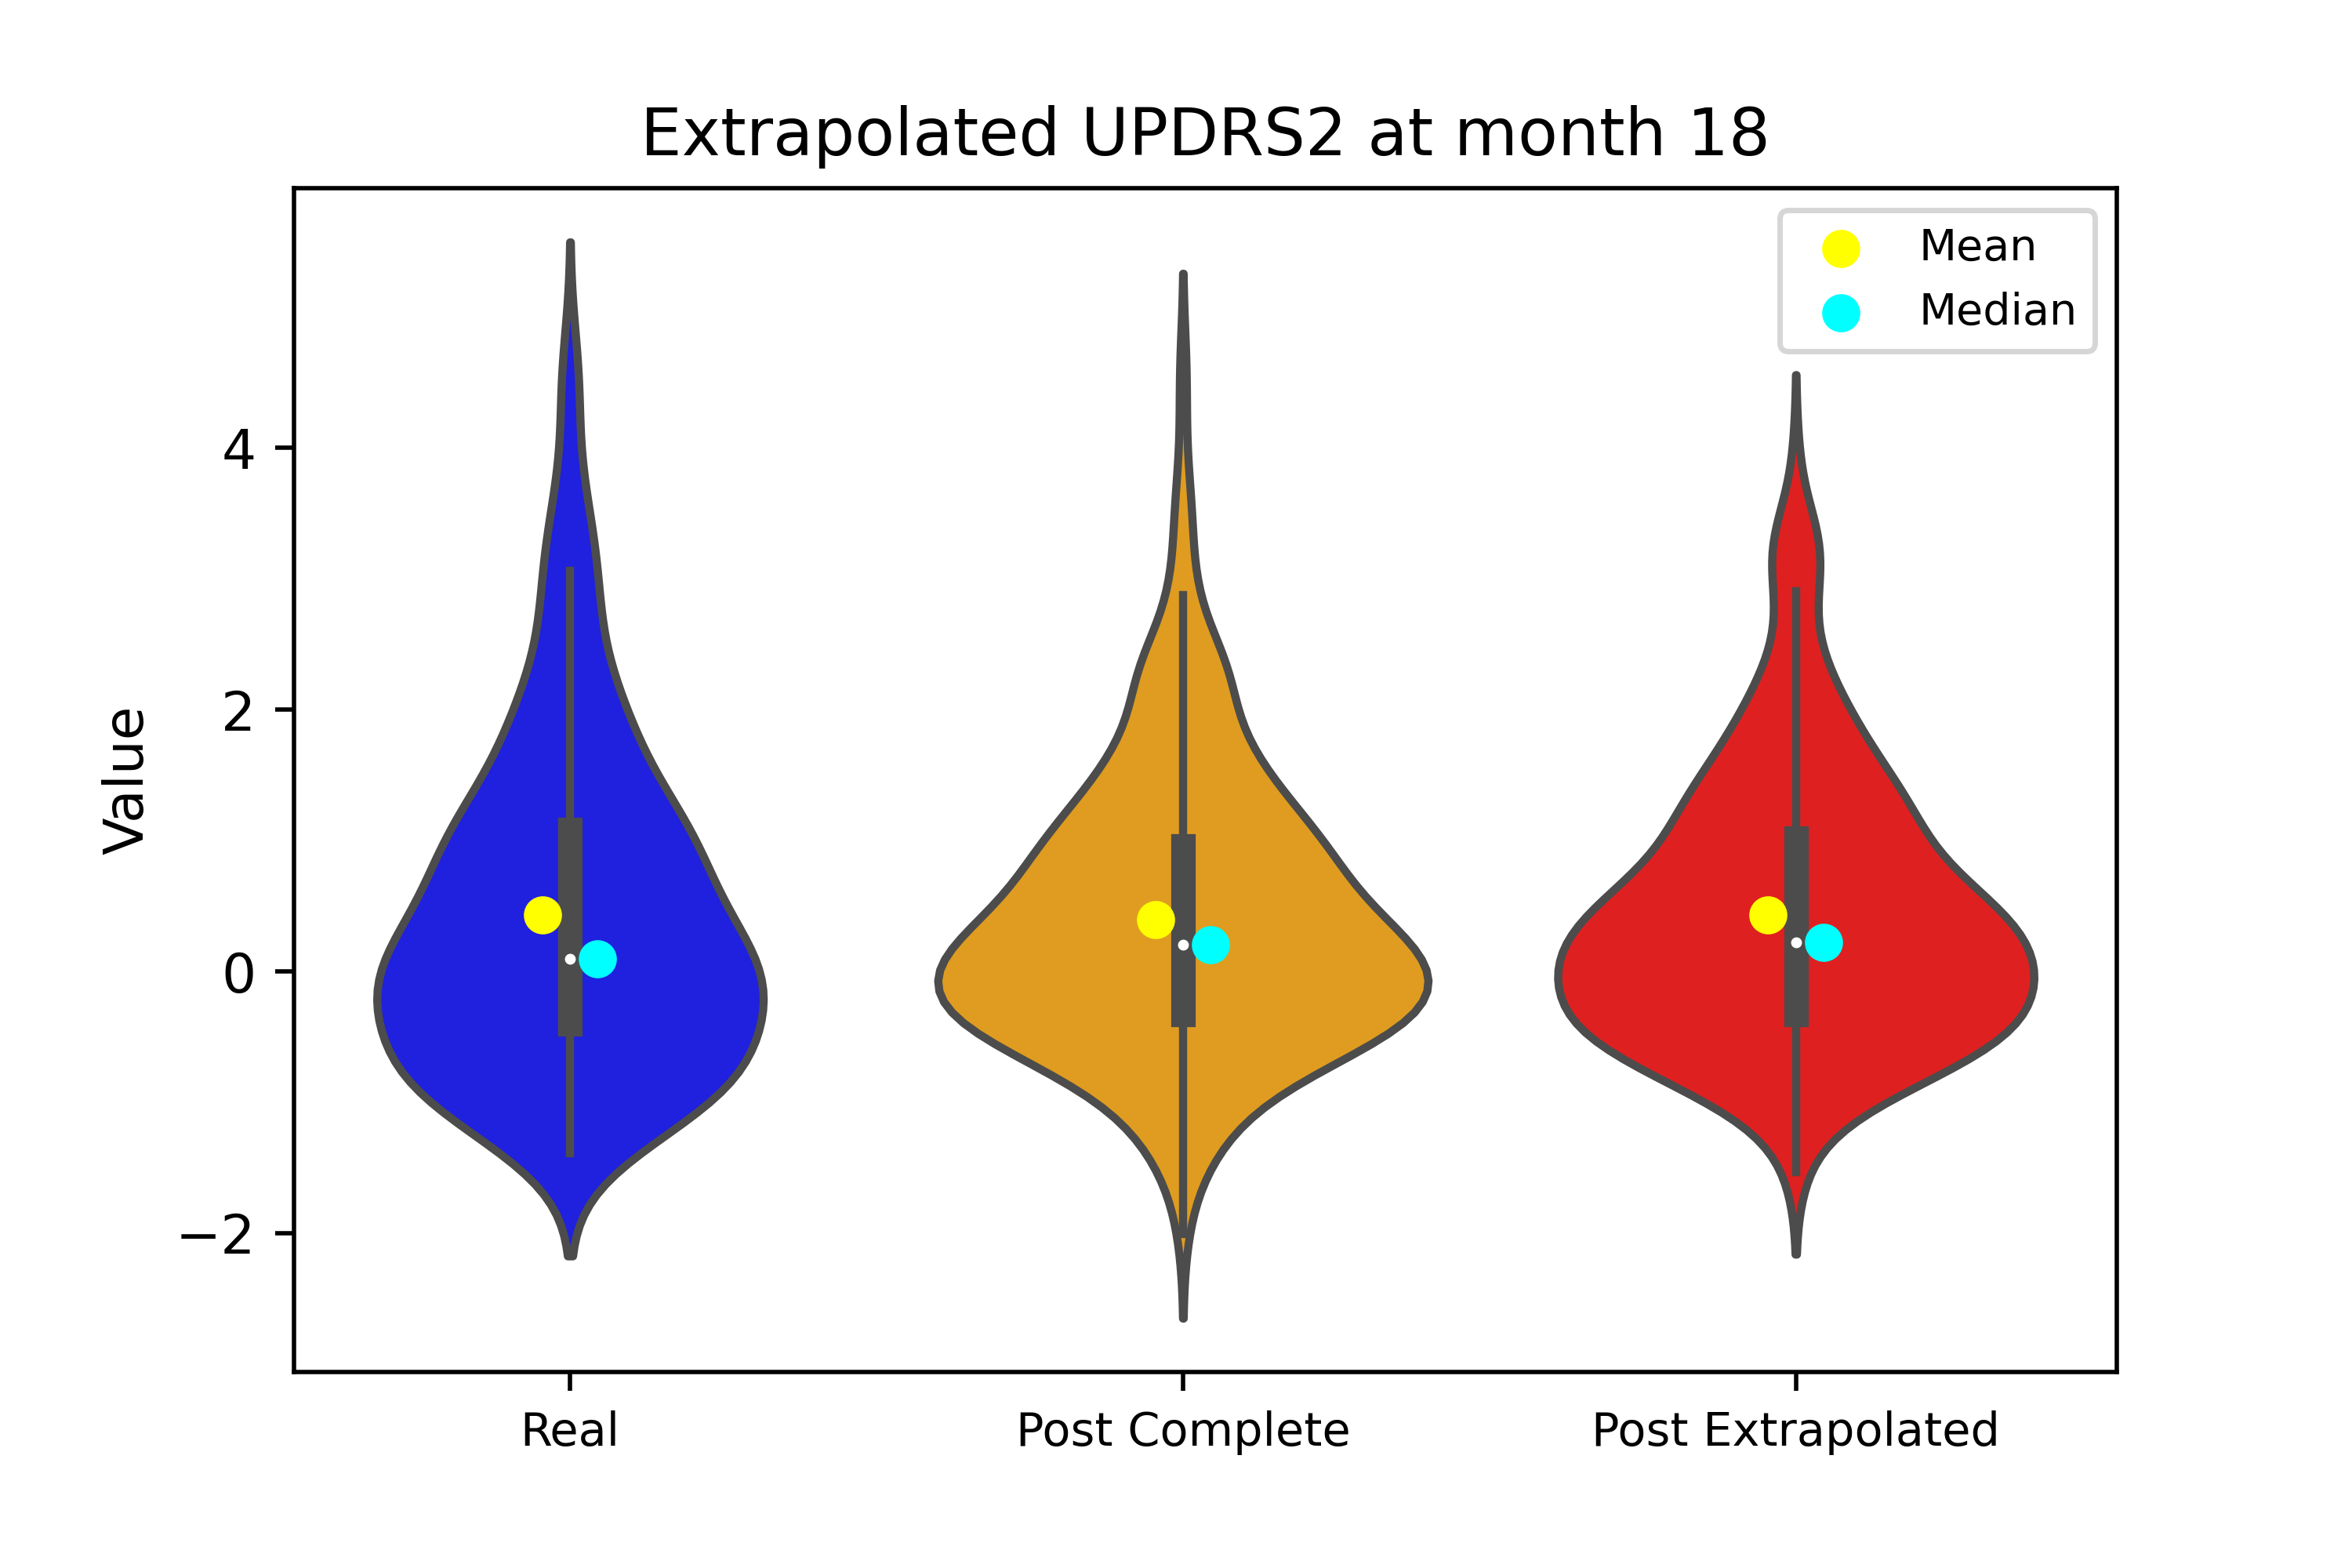 Extrapolated UPDRS2 at month 18
Mean
Median
4
2
0
−2
Value
Real
Post Complete
Post Extrapolated